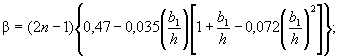 β = (2n − 1){0,47 − 0,035(b₁/h)[1 + b₁/h − 0,072(b₁/h)²]};